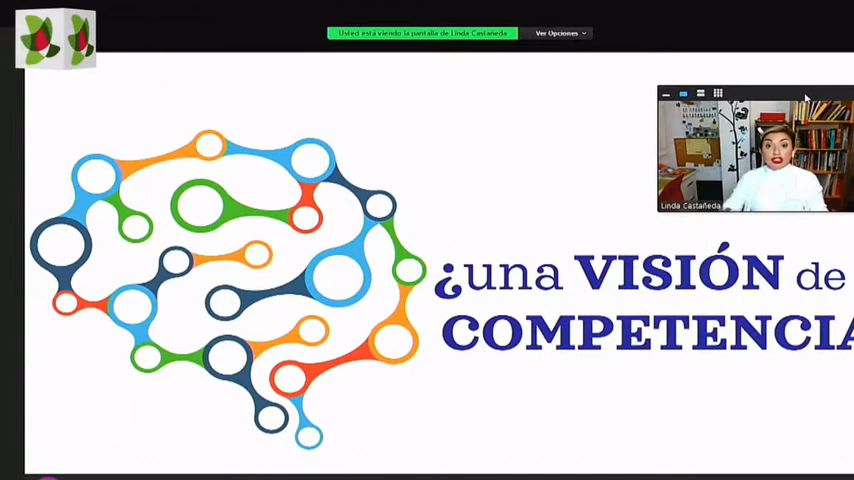 Usted está viendo la pantalla de Linda Castañeda
Ver Opciones
Linda Castañeda
¿una VISIÓN de
COMPETENCIA